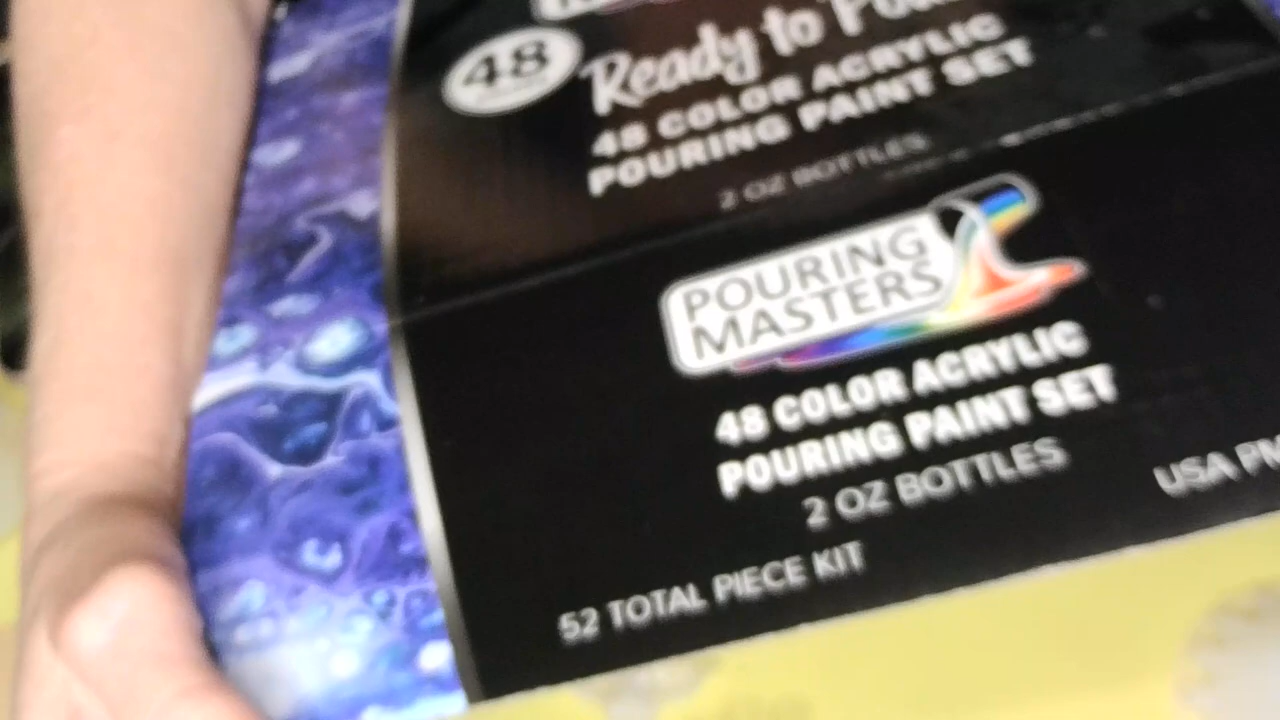 48
Ready to Pour
48 COLOR ACRYLIC
POURING PAINT SET
2 OZ BOTTLES
POURING
MASTERS
48 COLOR ACRYLIC
POURING PAINT SET
2 OZ BOTTLES
USA
52 TOTAL PIECE KIT